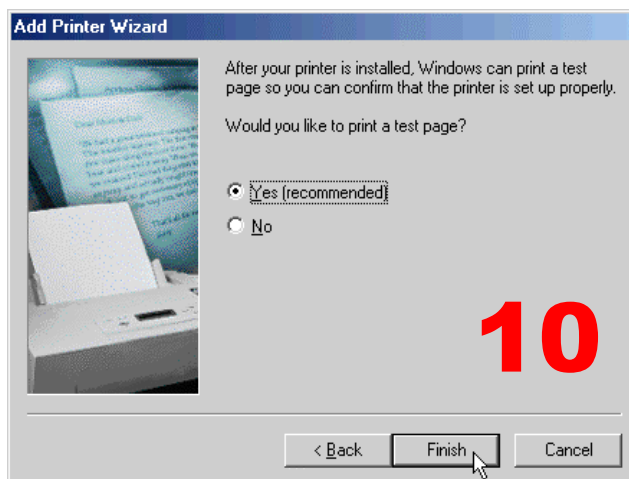 Add Printer Wizard
After your printer is installed, Windows can print a test
page so you can confirm that the printer is set up properly.
Would you like to print a test page?
Yes (recommended)
No
10
< Back
Finish
Cancel